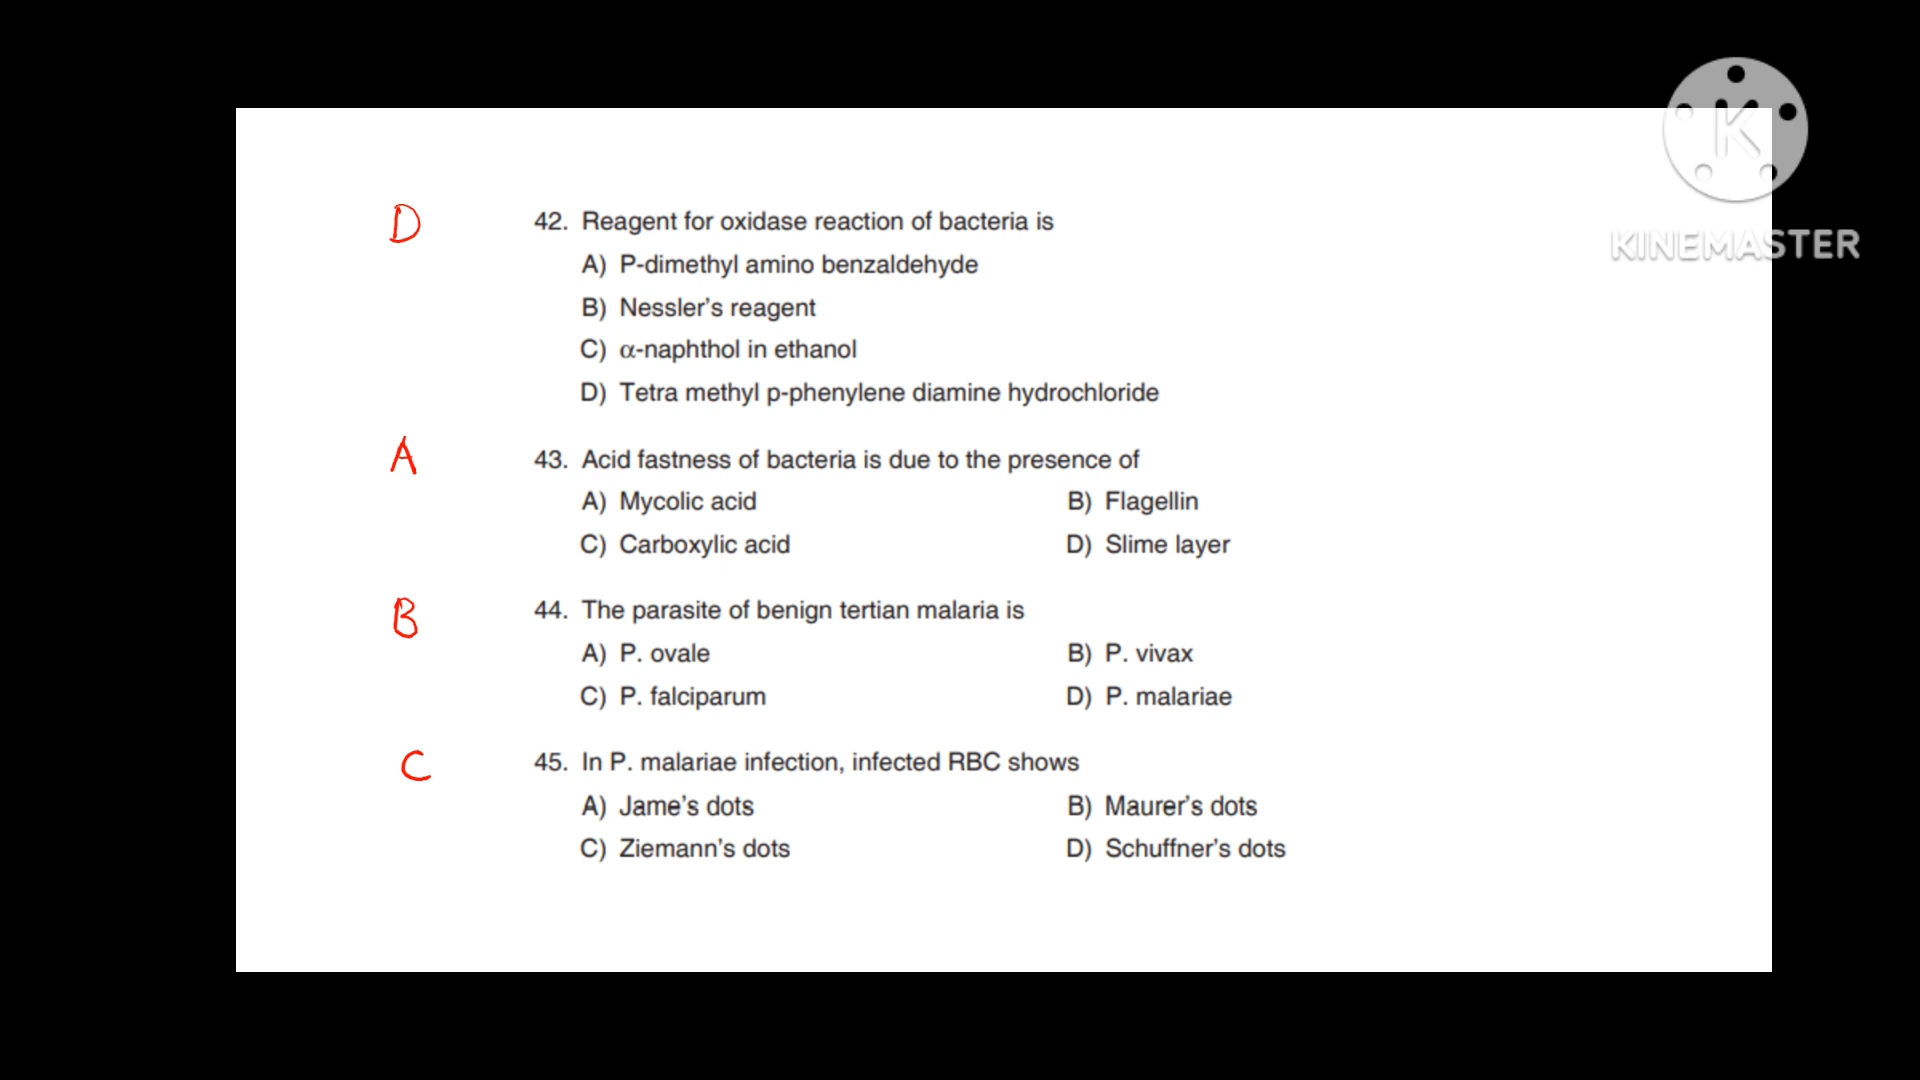 K
KINEMASTER
D 42. Reagent for oxidase reaction of bacteria is
A) P-dimethyl amino benzaldehyde
B) Nessler’s reagent
C) α-naphthol in ethanol
D) Tetra methyl p-phenylene diamine hydrochloride
A 43. Acid fastness of bacteria is due to the presence of
A) Mycolic acid B) Flagellin
C) Carboxylic acid D) Slime layer
B 44. The parasite of benign tertian malaria is
A) P. ovale B) P. vivax
C) P. falciparum D) P. malariae
C 45. In P. malariae infection, infected RBC shows
A) Jame’s dots B) Maurer’s dots
C) Ziemann’s dots D) Schuffner’s dots